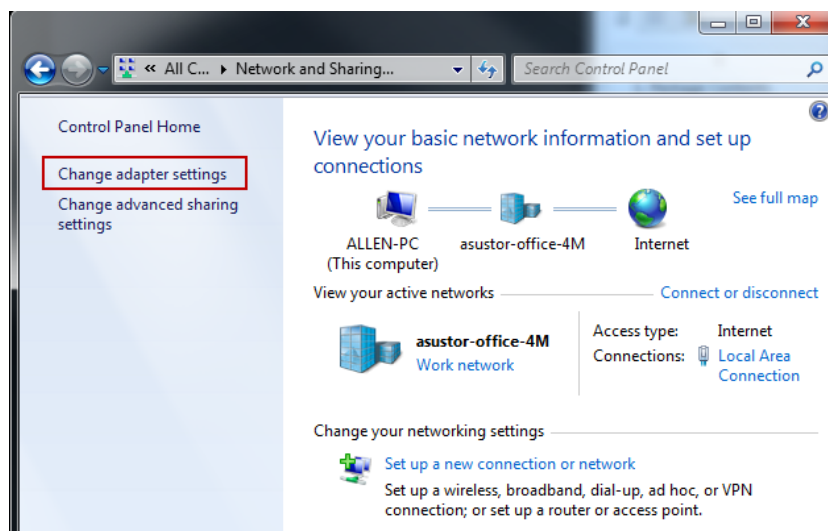 « All C... ▸ Network and Sharing...
Search Control Panel
Control Panel Home
Change adapter settings
Change advanced sharing
settings
View your basic network information and set up
connections
See full map
ALLEN-PC
(This computer)
asustor-office-4M
Internet
View your active networks
Connect or disconnect
asustor-office-4M
Work network
Access type: Internet
Connections: Local Area
Connection
Change your networking settings
Set up a new connection or network
Set up a wireless, broadband, dial-up, ad hoc, or VPN
connection; or set up a router or access point.